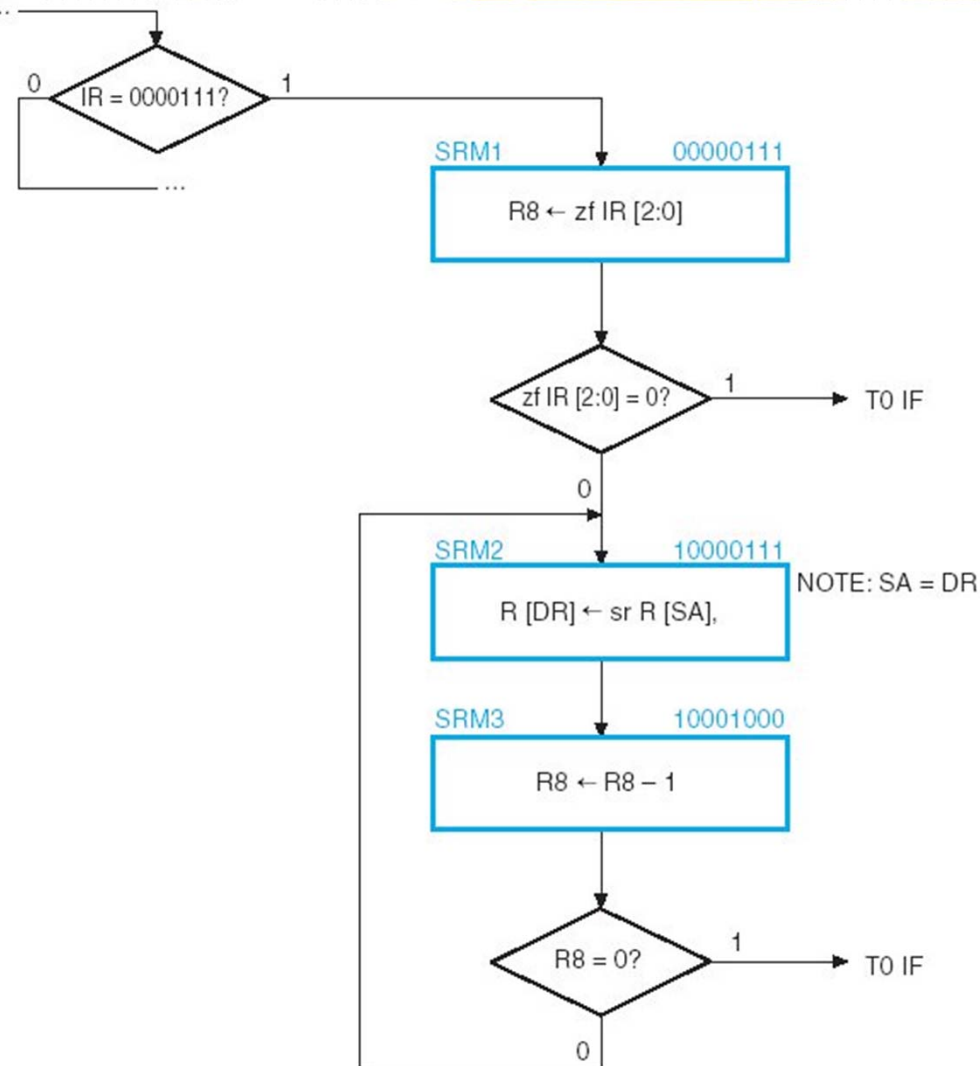 ..
0
IR = 0000111?
1
SRM1 00000111
...
R8 ← zf IR [2:0]
zf IR [2:0] = 0?
1
T0 IF
0
SRM2 10000111
NOTE: SA = DR
R [DR] ← sr R [SA],
SRM3 10001000
R8 ← R8 – 1
R8 = 0?
1
T0 IF
0